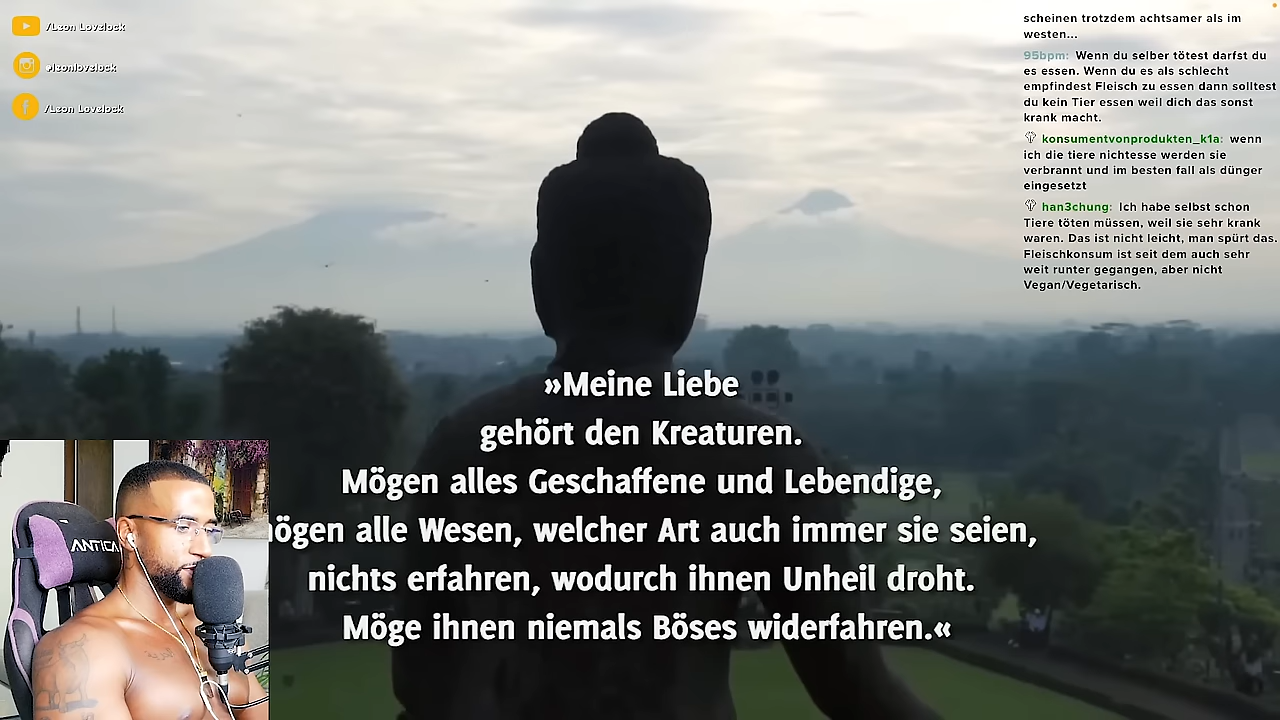 /Leon Lovelock
@leonlovelock
/Leon Lovelock
scheinen trotzdem achtsamer als im
westen...
95bpm: Wenn du selber tötest darfst du
es essen. Wenn du es als schlecht
empfindest Fleisch zu essen dann solltest
du kein Tier essen weil dich das sonst
krank macht.
konsumentvonprodukten_k1a: wenn
ich die tiere nichtesse werden sie
verbrannt und im besten fall als dünger
eingesetzt
han3chung: Ich habe selbst schon
Tiere töten müssen, weil sie sehr krank
waren. Das ist nicht leicht, man spürt das.
Fleischkonsum ist seit dem auch sehr
weit runter gegangen, aber nicht
Vegan/Vegetarisch.
»Meine Liebe
gehört den Kreaturen.
Mögen alles Geschaffene und Lebendige,
ögen alle Wesen, welcher Art auch immer sie seien,
nichts erfahren, wodurch ihnen Unheil droht.
Möge ihnen niemals Böses widerfahren.«
ANTICA